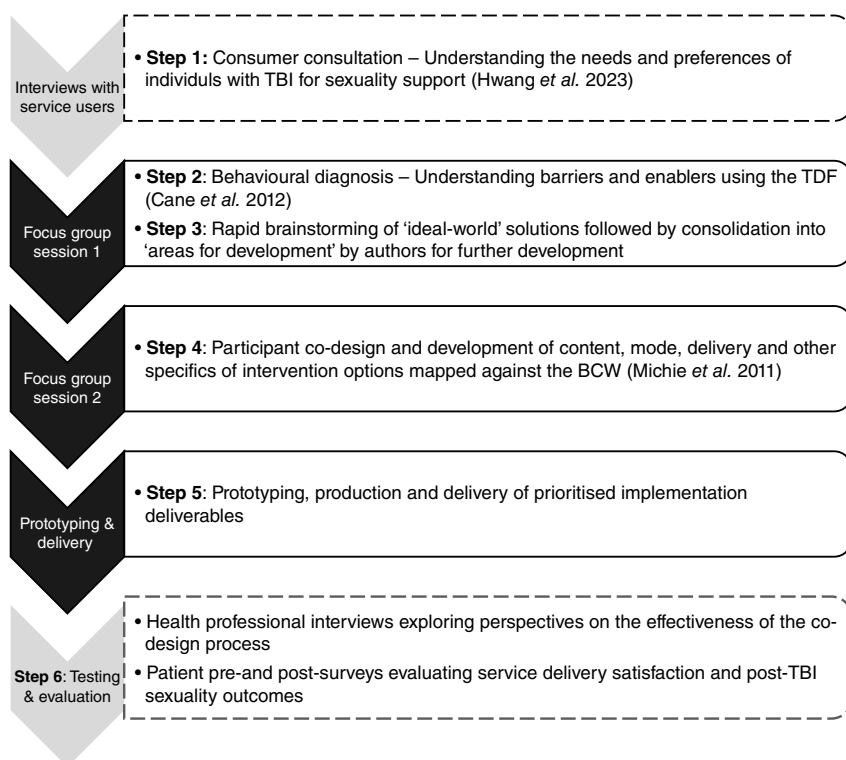 Interviews with
service users
• Step 1: Consumer consultation – Understanding the needs and preferences of
individuls with TBI for sexuality support (Hwang et al. 2023)
Focus group
session 1
• Step 2: Behavioural diagnosis – Understanding barriers and enablers using the TDF
(Cane et al. 2012)
• Step 3: Rapid brainstorming of ‘ideal-world’ solutions followed by consolidation into
‘areas for development’ by authors for further development
Focus group
session 2
• Step 4: Participant co-design and development of content, mode, delivery and other
specifics of intervention options mapped against the BCW (Michie et al. 2011)
Prototyping &
delivery
• Step 5: Prototyping, production and delivery of prioritised implementation
deliverables
Step 6: Testing
& evaluation
• Health professional interviews exploring perspectives on the effectiveness of the co-
design process
• Patient pre-and post-surveys evaluating service delivery satisfaction and post-TBI
sexuality outcomes